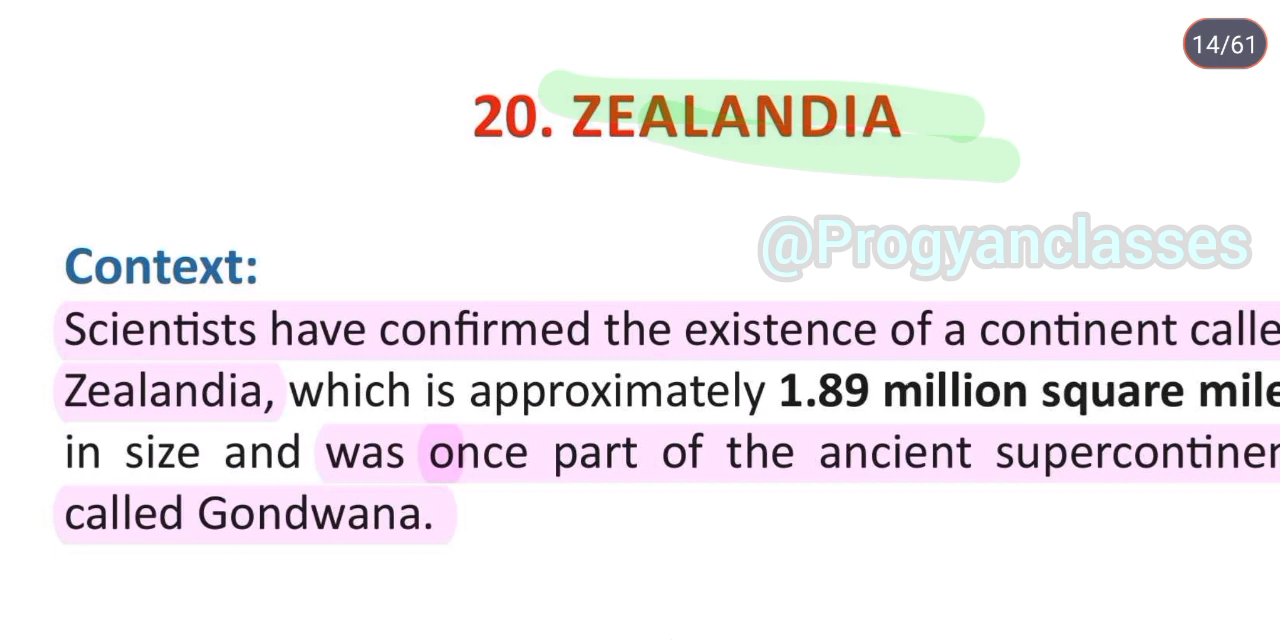 14/61
20. ZEALANDIA
@Progyanclasses
Context:
Scientists have confirmed the existence of a continent calle
Zealandia, which is approximately 1.89 million square mile
in size and was once part of the ancient supercontinen
called Gondwana.